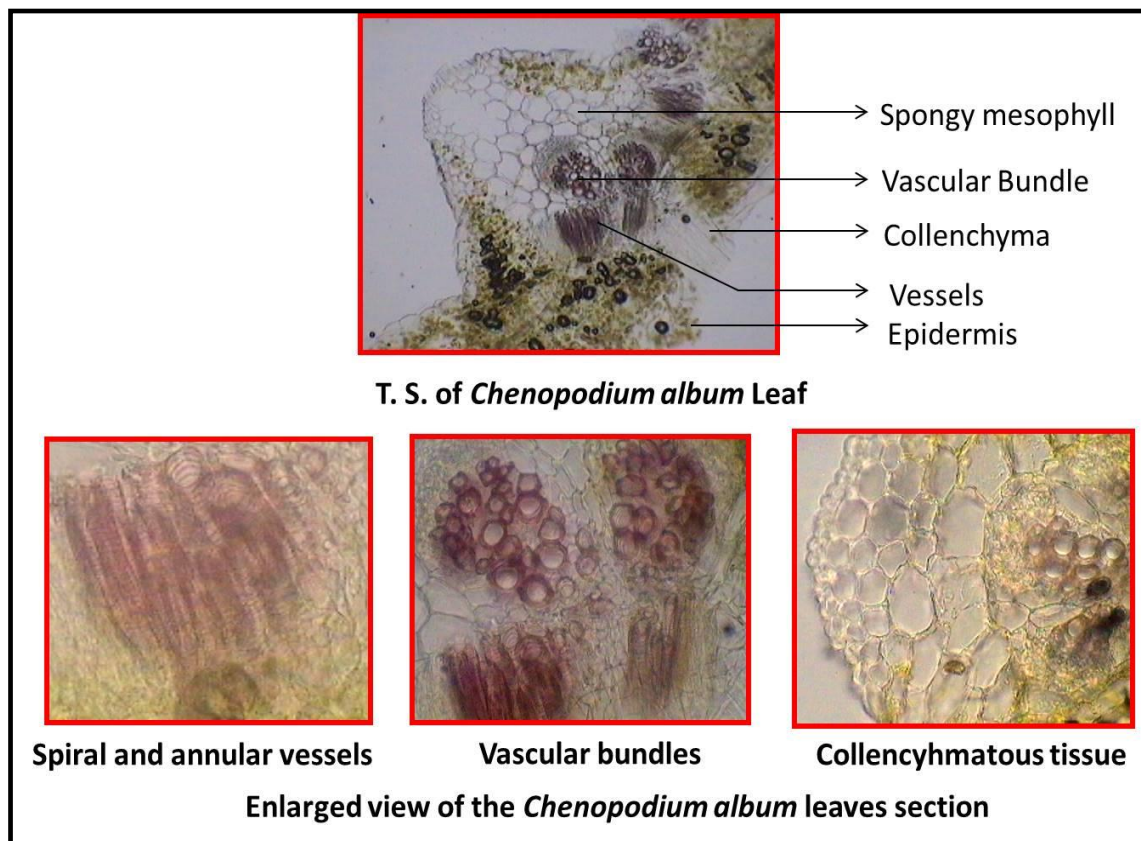 Spongy mesophyll
Vascular Bundle
Collenchyma
Vessels
Epidermis
T. S. of Chenopodium album Leaf
Spiral and annular vessels
Vascular bundles
Collencyhmatous tissue
Enlarged view of the Chenopodium album leaves section